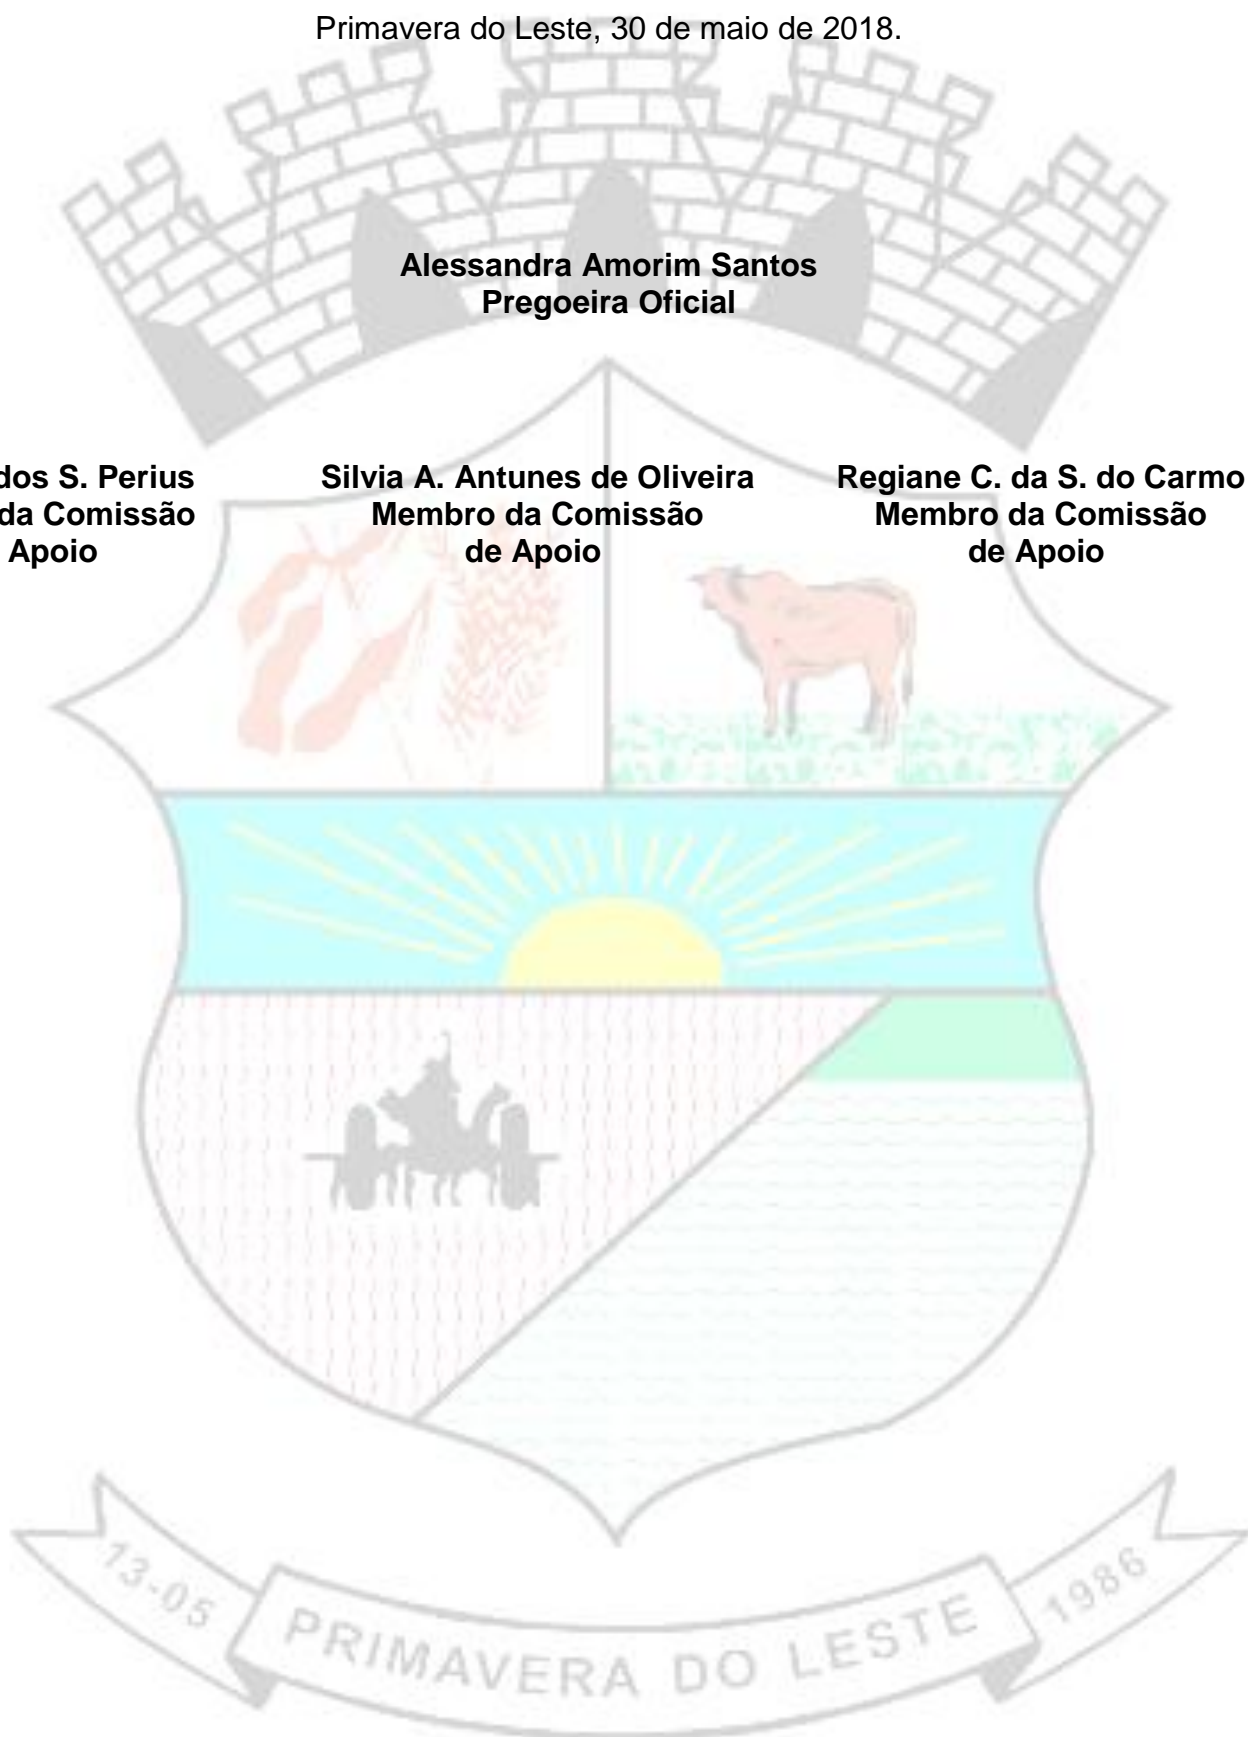 Primavera do Leste, 30 de maio de 2018.
Alessandra Amorim Santos
Pregoeira Oficial
dos S. Perius Silvia A. Antunes de Oliveira Regiane C. da S. do Carmo
da Comissão Membro da Comissão Membro da Comissão
Apoio de Apoio de Apoio
13-05 PRIMAVERA DO LESTE 1986